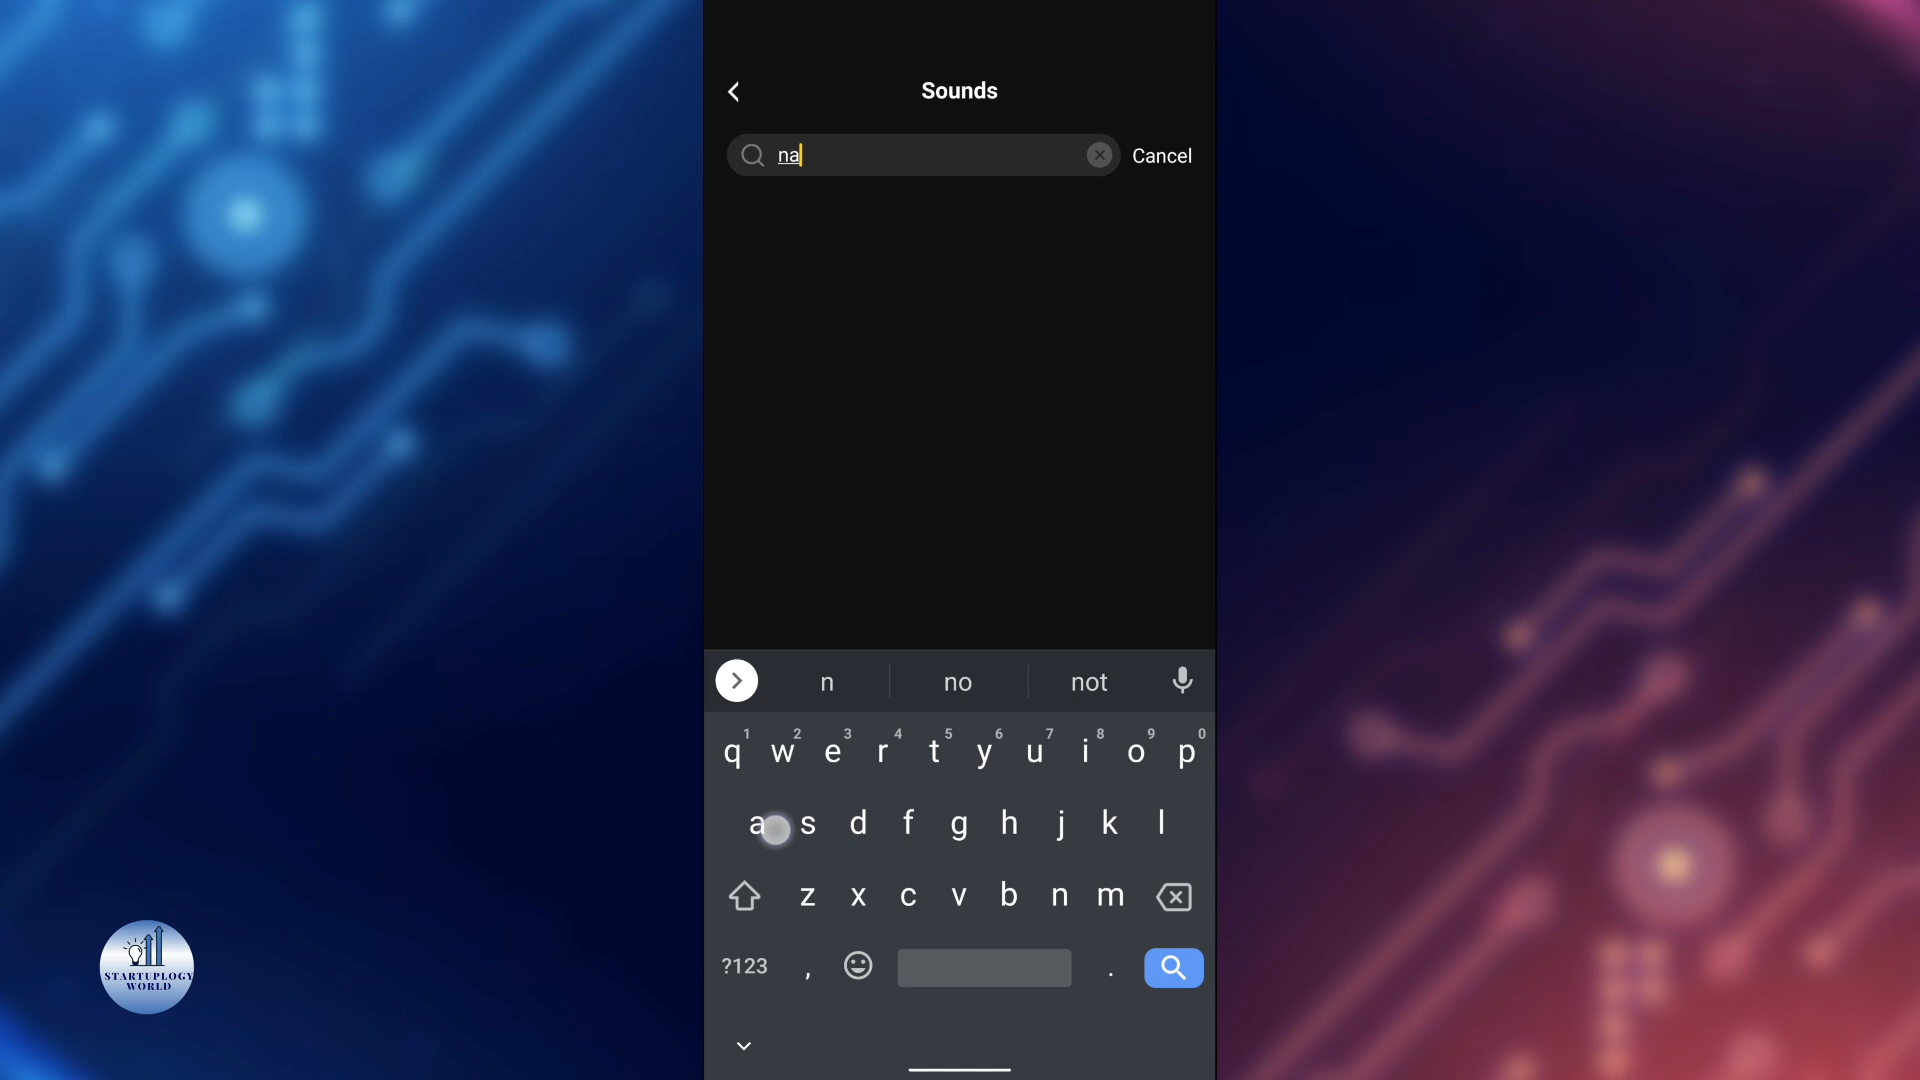 Sounds
na
Cancel
n no not
1 2 3 4 5 6 7 8 9 0
q w e r t y u i o p
a s d f g h j k l
z x c v b n m
?123 , .
STARTUPLOGY
WORLD